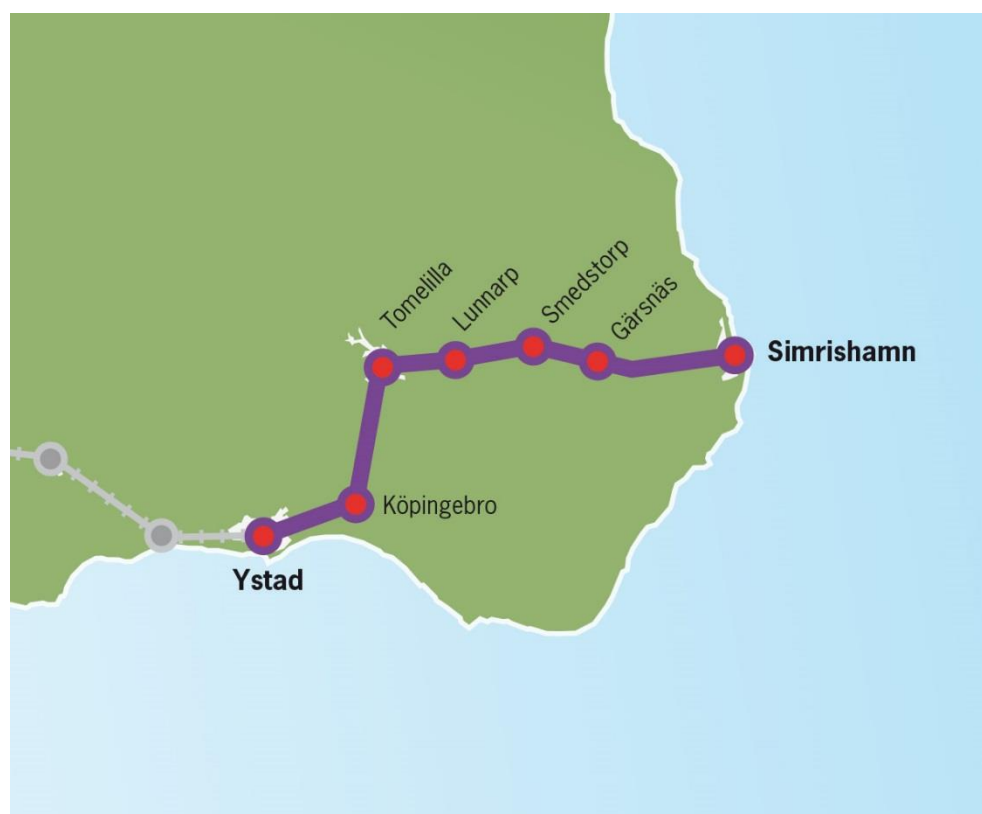 Tomelilla
Lunnarp
Smedstorp
Gärsnäs
Simrishamn
Köpingebro
Ystad